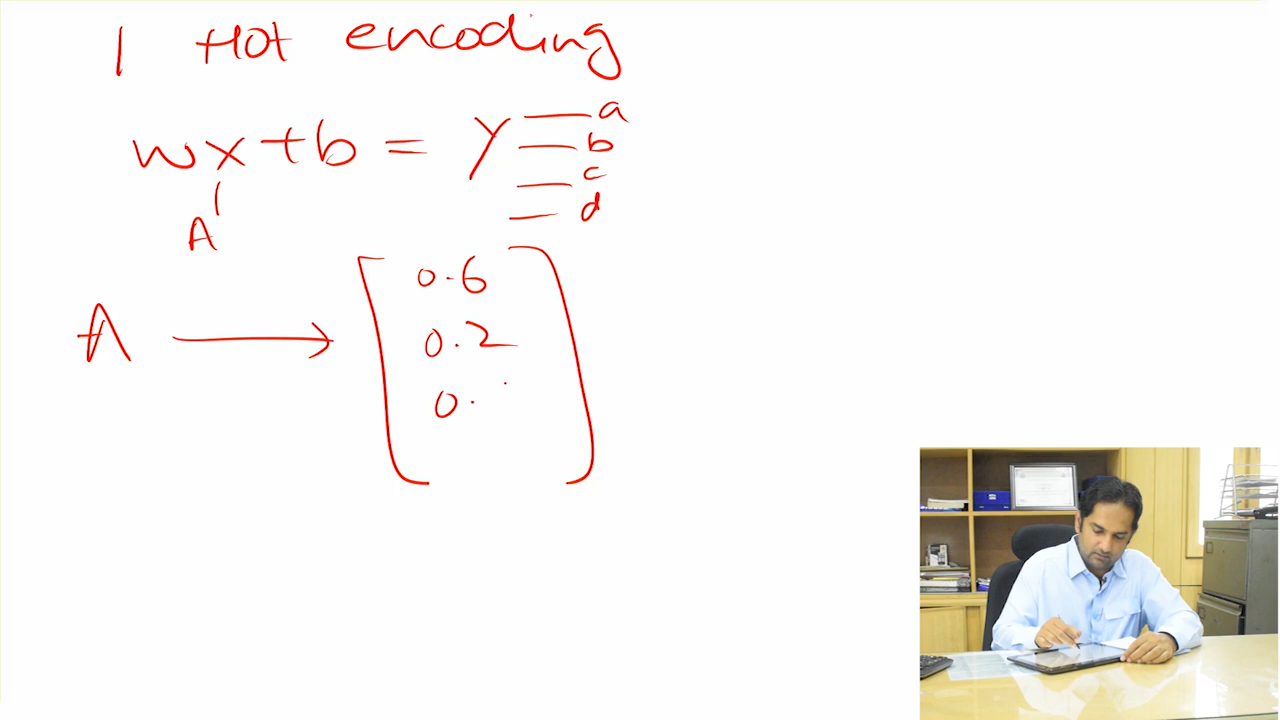 1 Hot encoding
wx+b = y
a
b
c
d
A
A → 0.6
0.2
0.